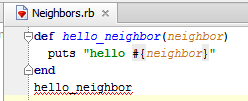 Neighbors.rb ×
def hello_neighbor(neighbor)
  puts "hello #{neighbor}"
end
hello_neighbor